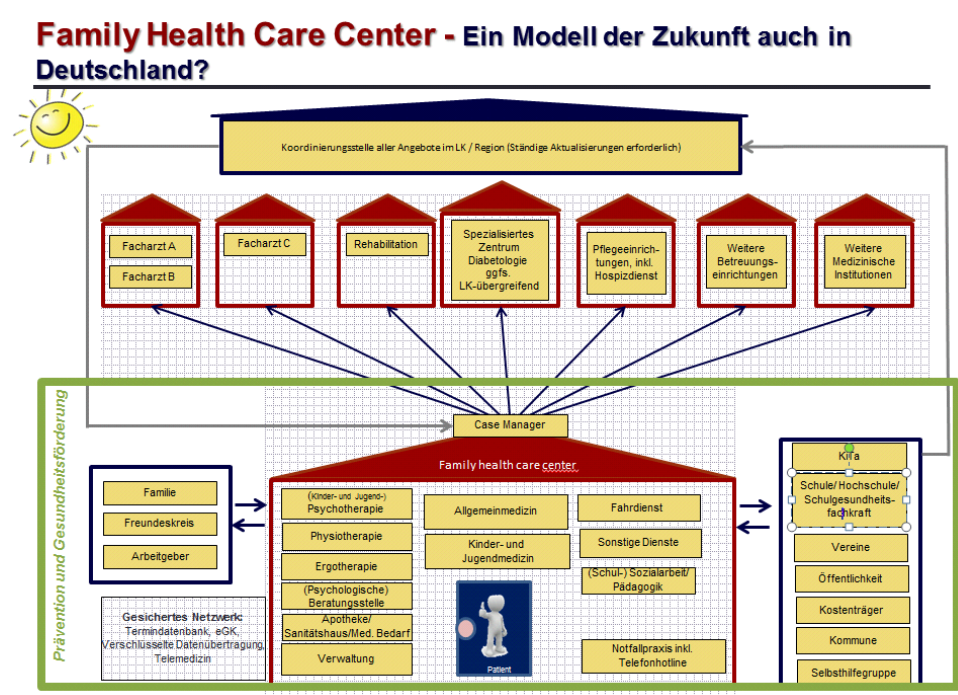 Family Health Care Center - Ein Modell der Zukunft auch in
Deutschland?
Koordinierungsstelle aller Angebote im LK / Region (Ständige Aktualisierungen erforderlich)
Facharzt A
Facharzt B
Facharzt C
Rehabilitation
Spezialisiertes
Zentrum
Diabetologie
ggfs.
LK-übergreifend
Pflegeeinrich-
tungen, inkl.
Hospizdienst
Weitere
Betreuungs-
einrichtungen
Weitere
Medizinische
Institutionen
Prävention und Gesundheitsförderung
Case Manager
Family health care center
Familie
Freundeskreis
Arbeitgeber
Gesichertes Netzwerk:
Termindatenbank, eGK,
Verschlüsselte Datenübertragung,
Telemedizin
(Kinder- und Jugend-)
Psychotherapie
Physiotherapie
Ergotherapie
(Psychologische)
Beratungsstelle
Apotheke/
Sanitätshaus/Med. Bedarf
Verwaltung
Allgemeinmedizin
Kinder- und
Jugendmedizin
Patient
Fahrdienst
Sonstige Dienste
(Schul-) Sozialarbeit/
Pädagogik
Notfallpraxis inkl.
Telefonhotline
Kita
Schule/ Hochschule/
Schulgesundheits-
fachkraft
Vereine
Öffentlichkeit
Kostenträger
Kommune
Selbsthilfegruppe